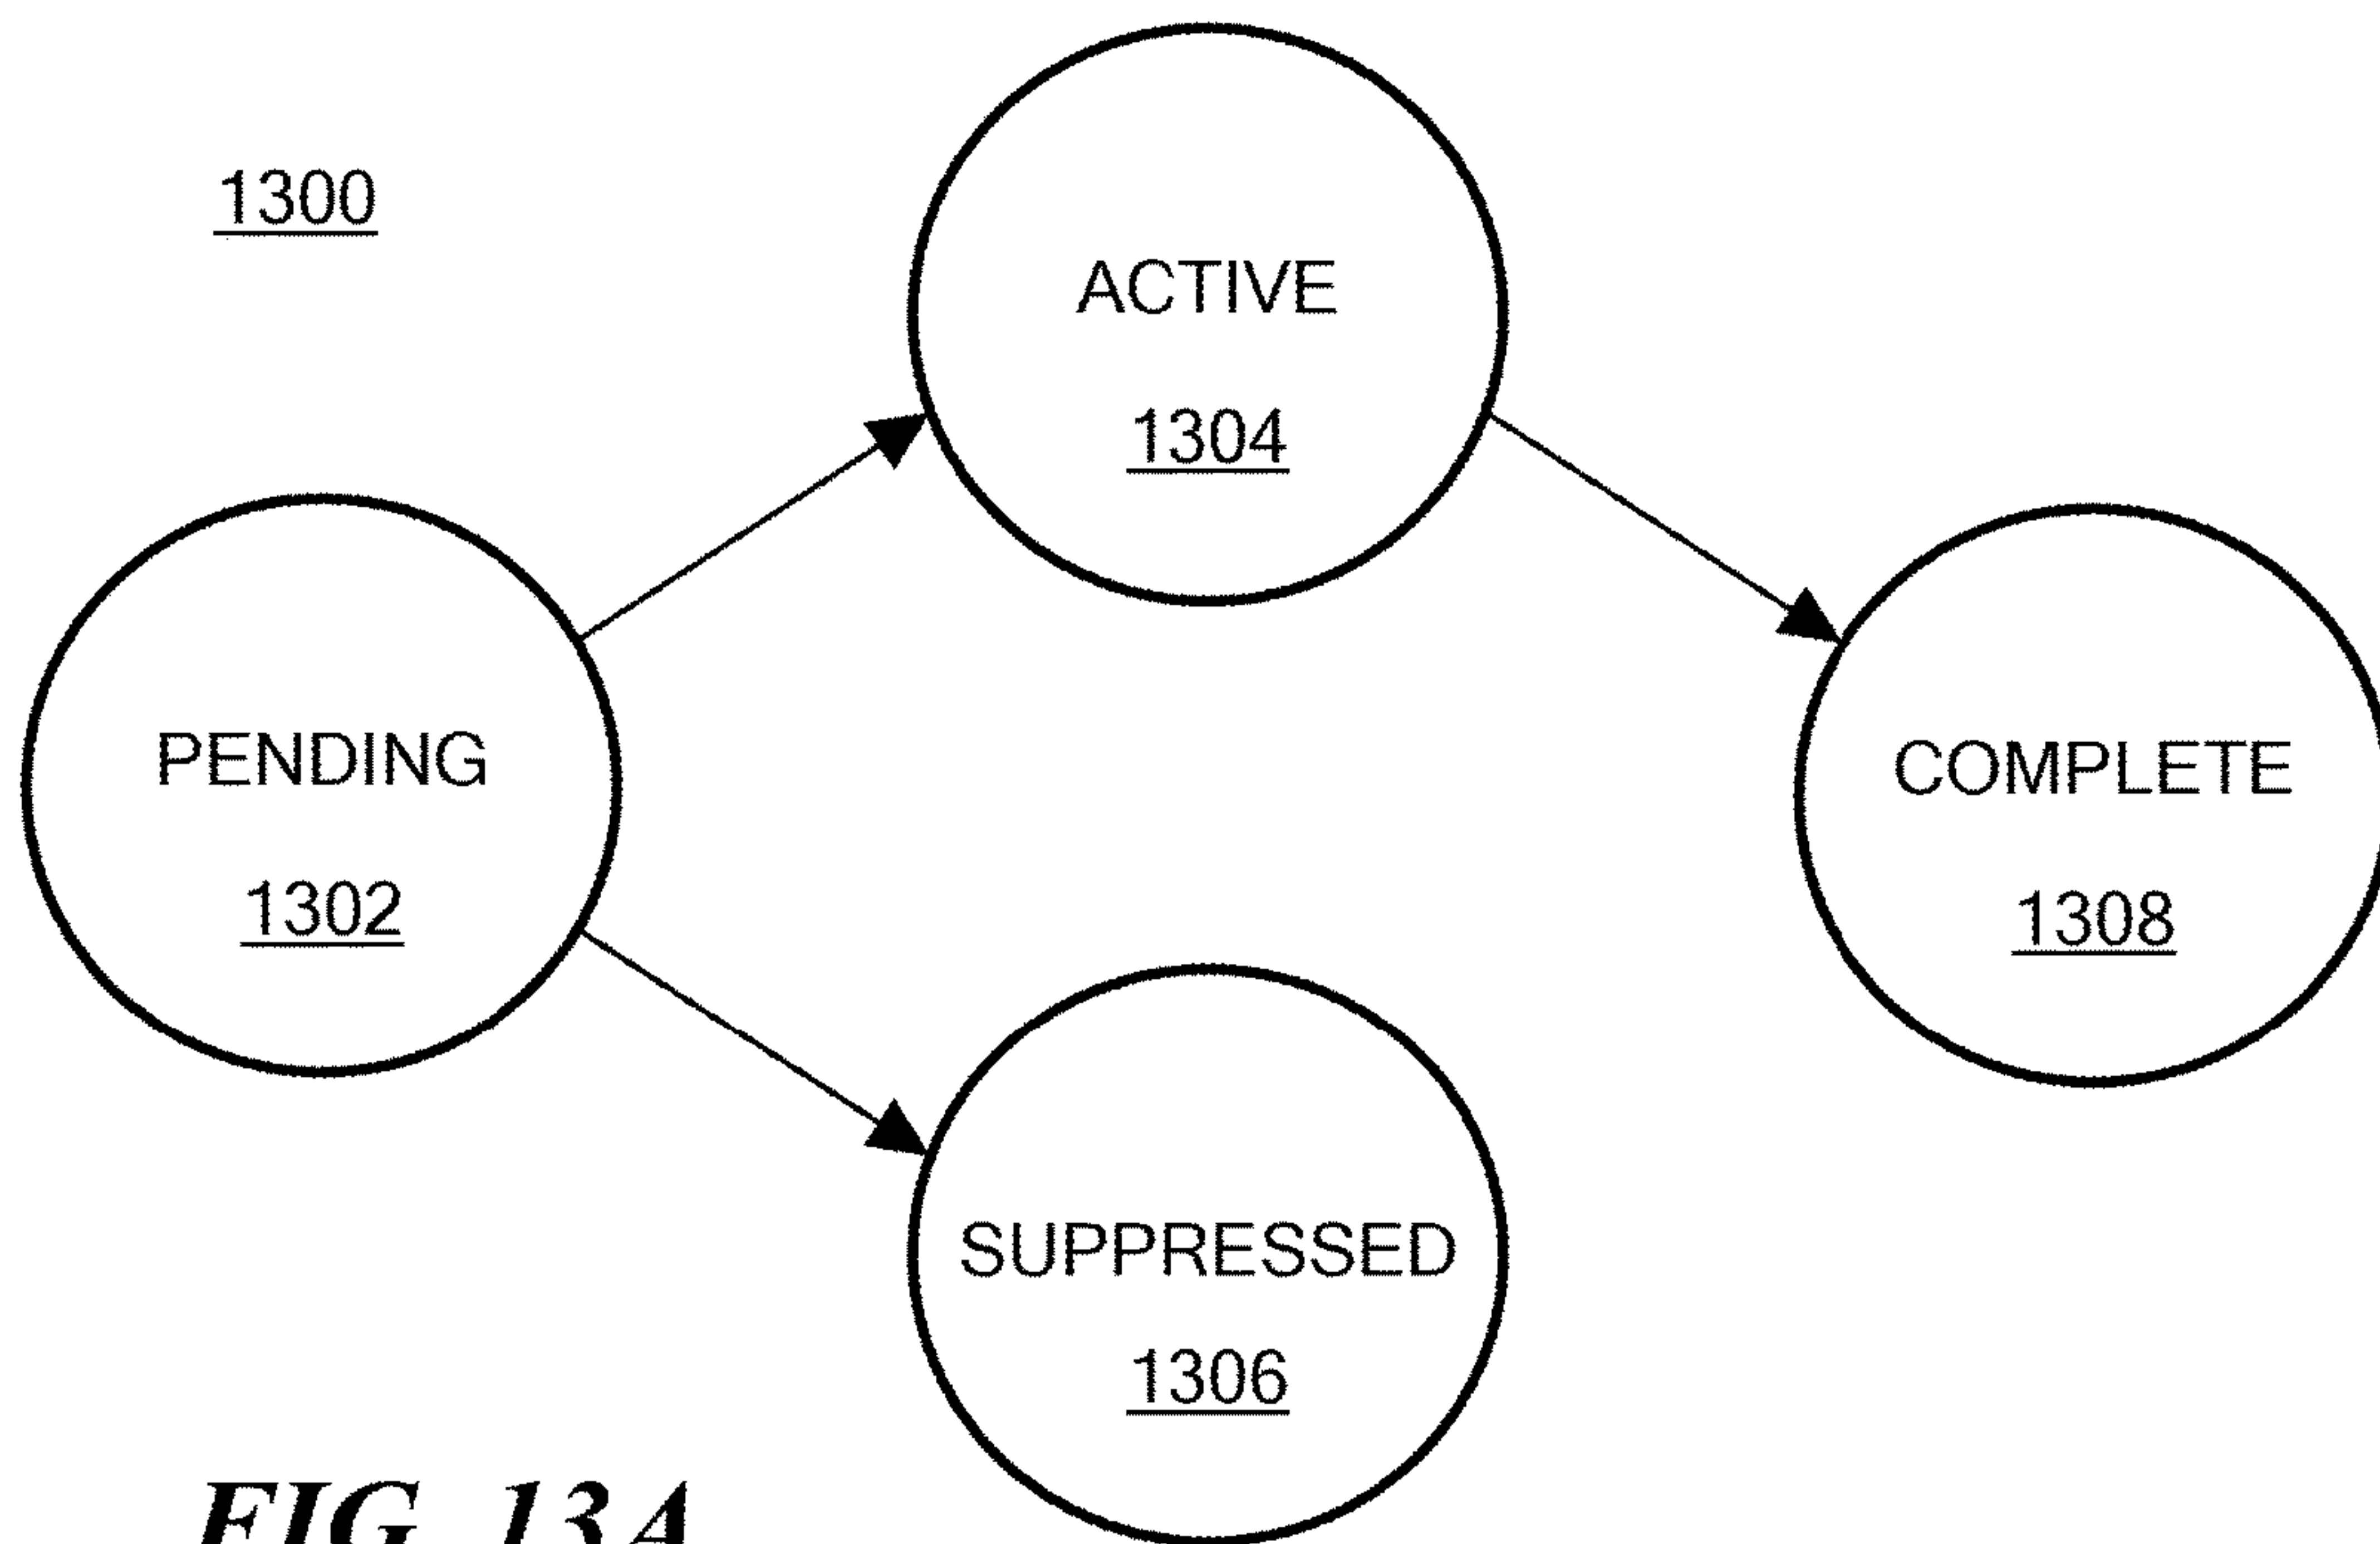 1300
ACTIVE
1304
PENDING
1302
COMPLETE
1308
SUPPRESSED
1306
FIG. 13A